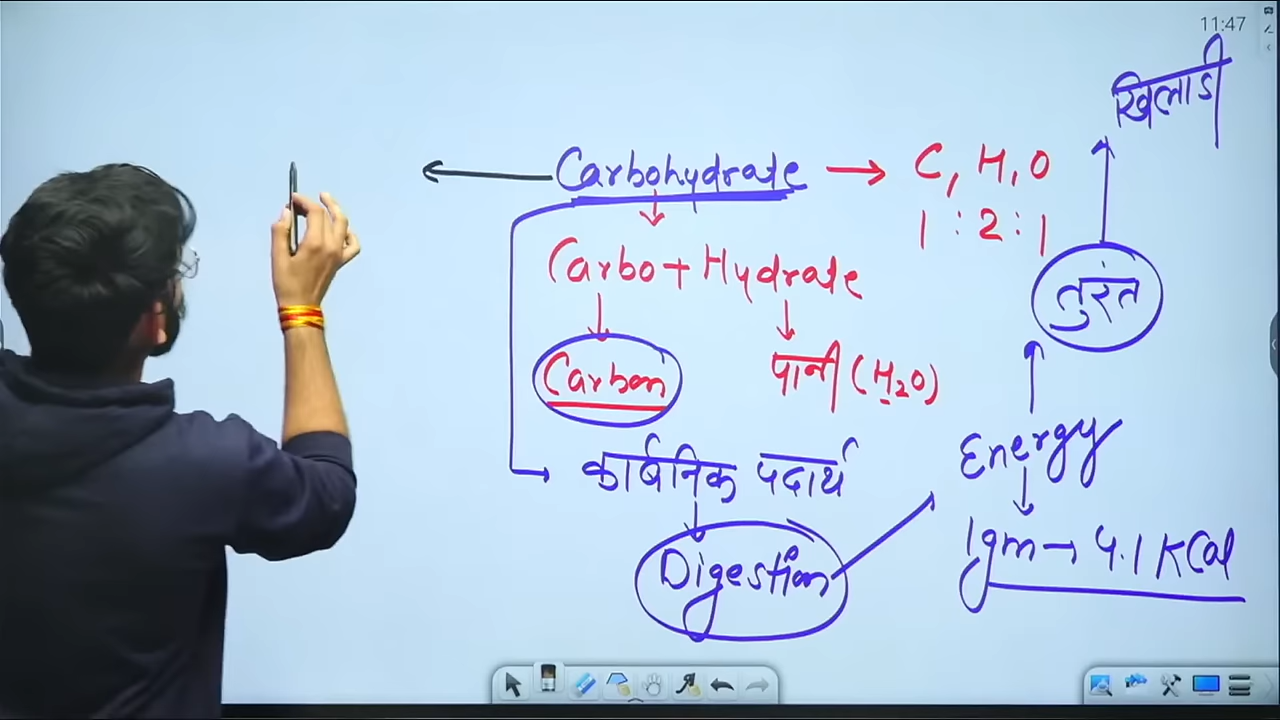 11:47
खिलाडी
Carbohydrate → C, H, O
1 : 2 : 1
Carbo + Hydrate
तुरंत
Carbon
पानी (H₂O)
Energy
कार्बनिक पदार्थ
1gm → 4.1 KCal
Digestion